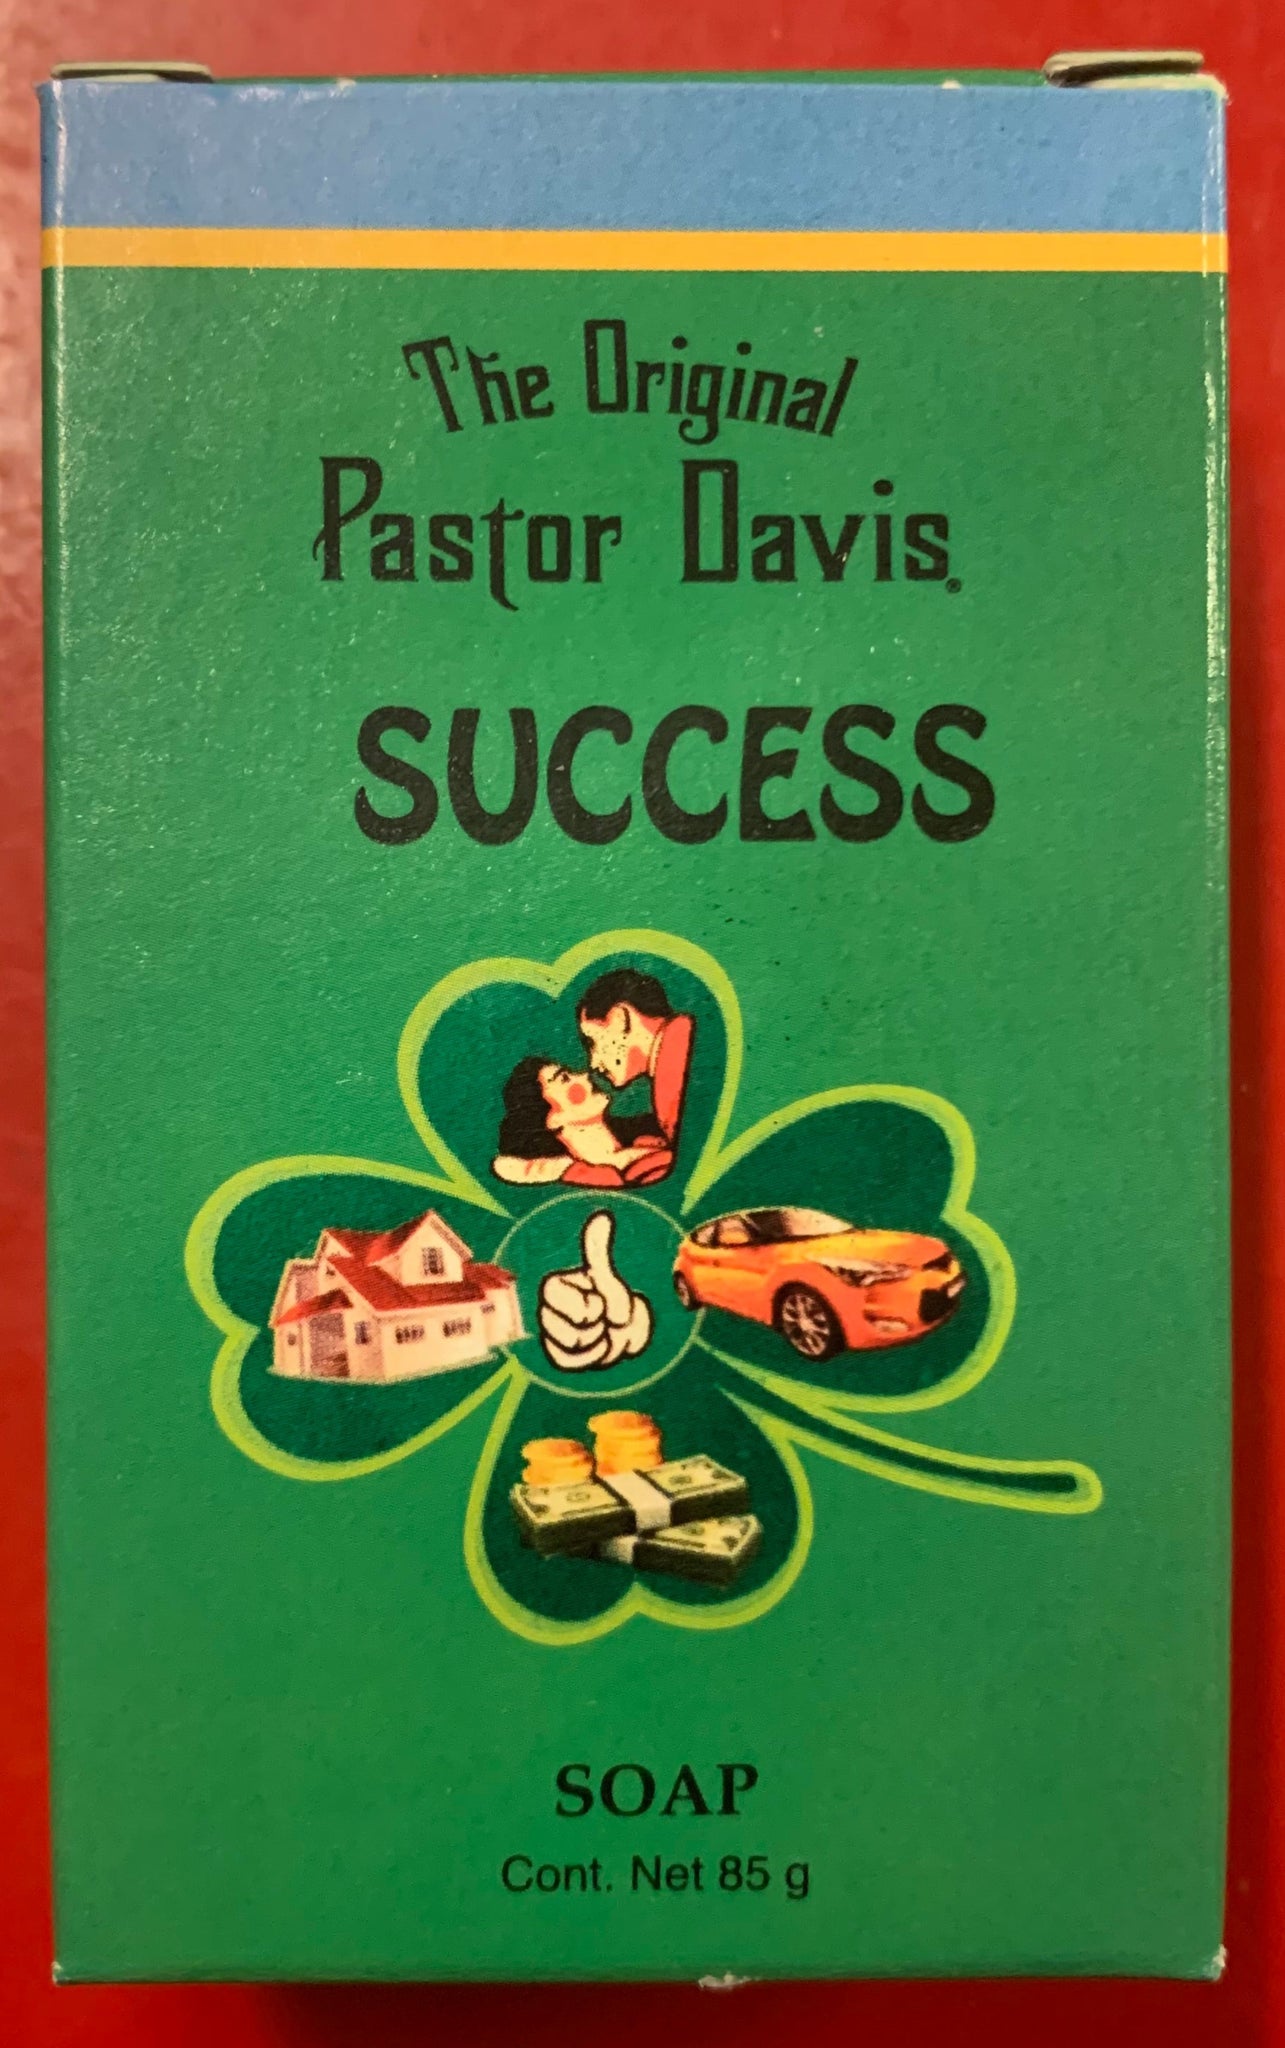 The Original
Pastor Davis®
SUCCESS
SOAP
Cont. Net 85 g